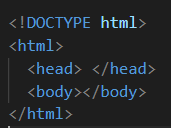 <!DOCTYPE html>
<html>
<head> </head>
<body></body>
</html>